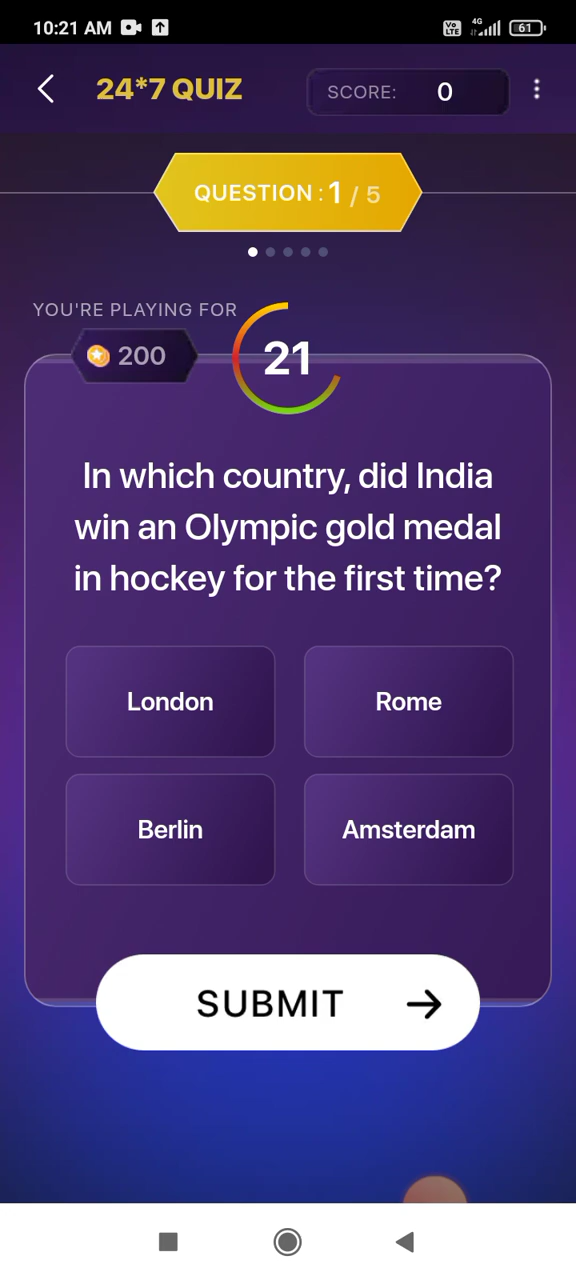 10:21 AM
Vo LTE 4G 61
24*7 QUIZ
SCORE: 0
QUESTION : 1 / 5
YOU'RE PLAYING FOR
200
21
In which country, did India
win an Olympic gold medal
in hockey for the first time?
London
Rome
Berlin
Amsterdam
SUBMIT